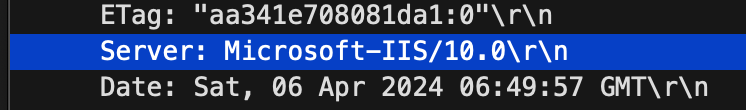 ETag: "aa341e708081da1:0"\r\n
Server: Microsoft-IIS/10.0\r\n
Date: Sat, 06 Apr 2024 06:49:57 GMT\r\n